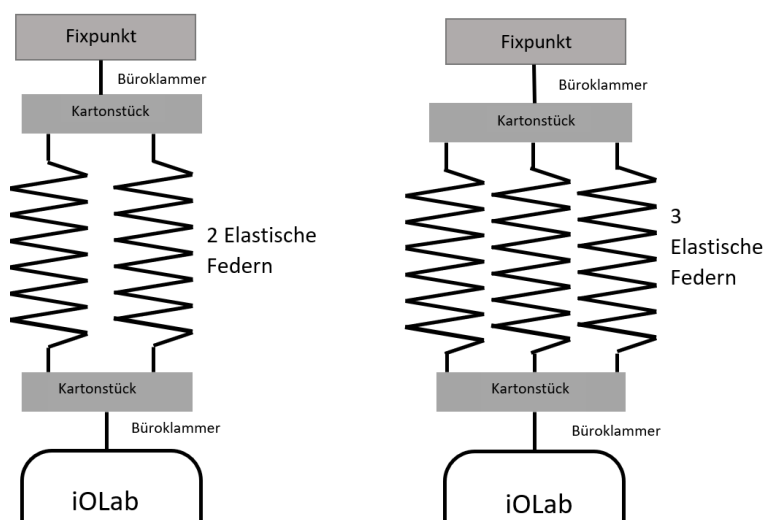 Fixpunkt
Büroklammer
Kartonstück
2 Elastische
Federn
Kartonstück
Büroklammer
iOLab
Fixpunkt
Büroklammer
Kartonstück
3
Elastische
Federn
Kartonstück
Büroklammer
iOLab